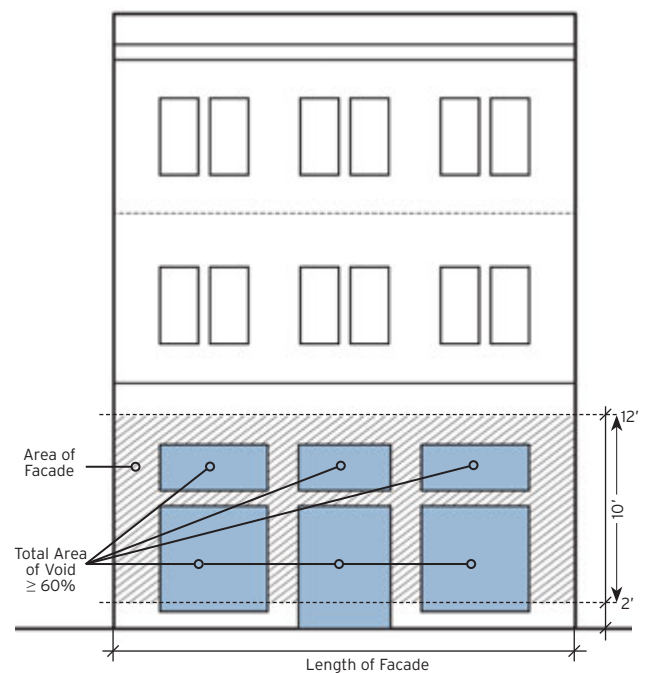 12'
Area of
Facade
10'
Total Area
of Void
≥ 60%
2'
Length of Facade